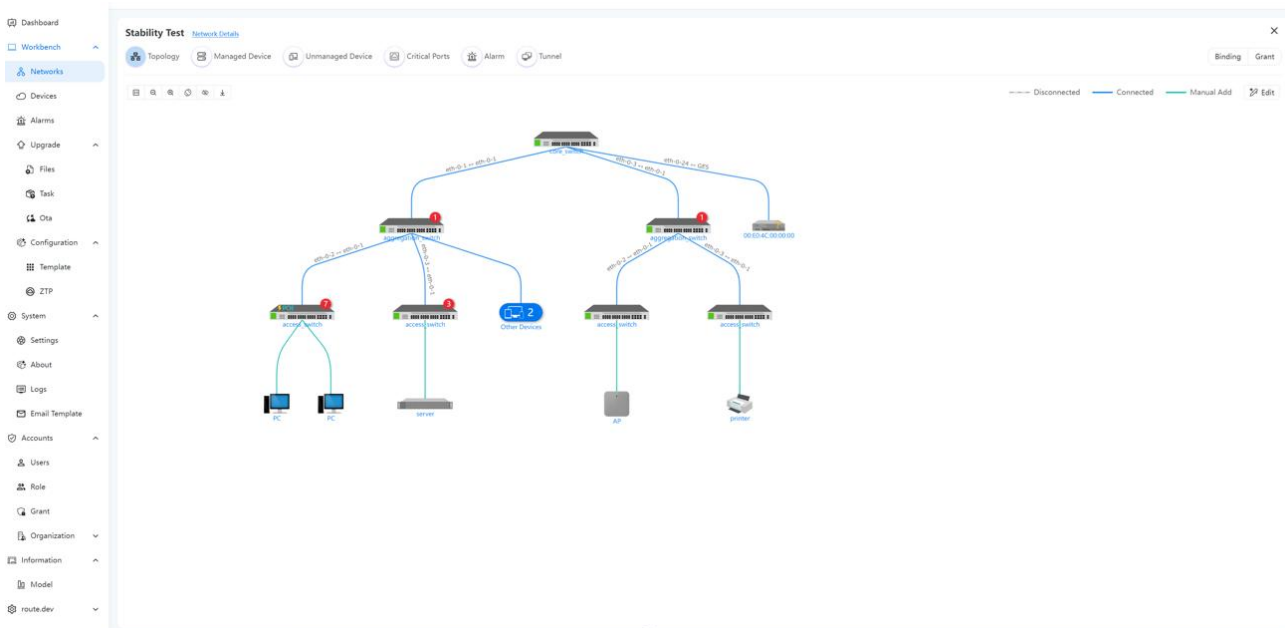 Dashboard
Workbench
Networks
Devices
Alarms
Upgrade
Files
Task
Ota
Configuration
Template
ZTP
System
Settings
About
Logs
Email Template
Accounts
Users
Role
Grant
Organization
Information
Model
route.dev
Stability Test Network Details
Topology Managed Device Unmanaged Device Critical Ports Alarm Tunnel
Binding Grant
Disconnected Connected Manual Add Edit
core_switch
eth-0-1 ↔ eth-0-1
eth-0-3 ↔ eth-0-1
eth-0-24 ↔ GE5
1
aggregation_switch
1
aggregation_switch
00:E0:4C:00:00:00
eth-0-2 ↔ eth-0-1
eth-0-3 ↔ eth-0-1
eth-0-2 ↔ eth-0-1
eth-0-3 ↔ eth-0-1
POE
7
access_switch
3
access_switch
2
Other Devices
access_switch
access_switch
PC
PC
server
AP
printer